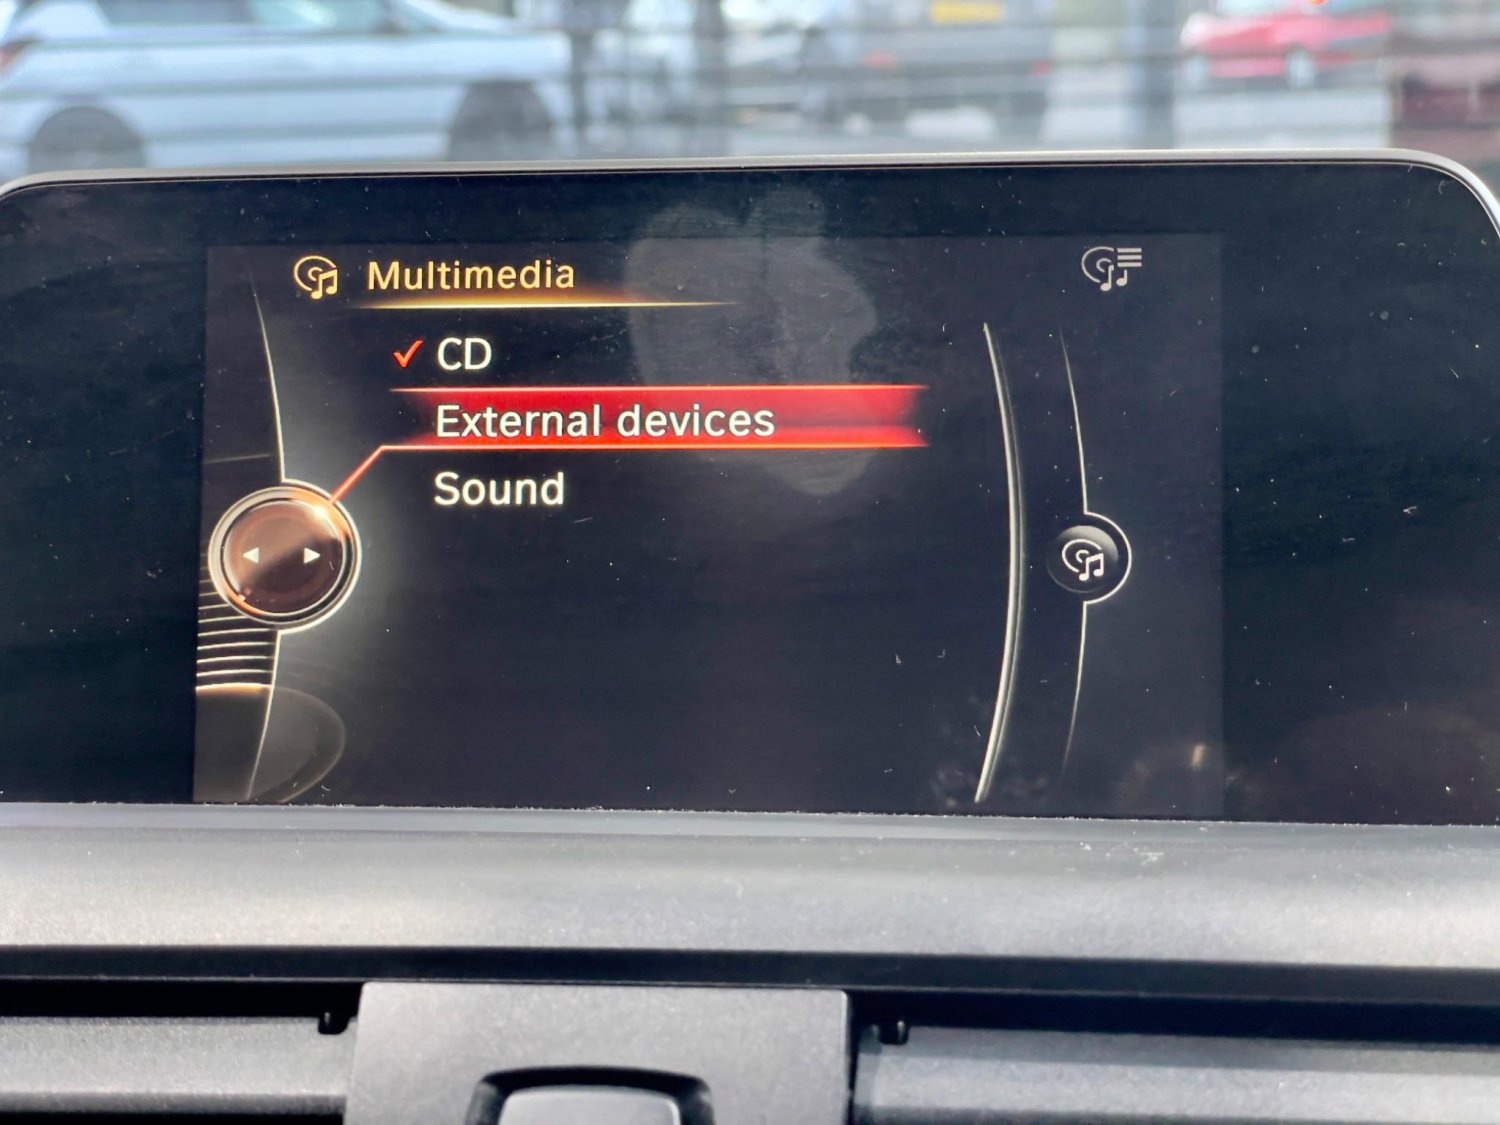 Multimedia
CD
External devices
Sound